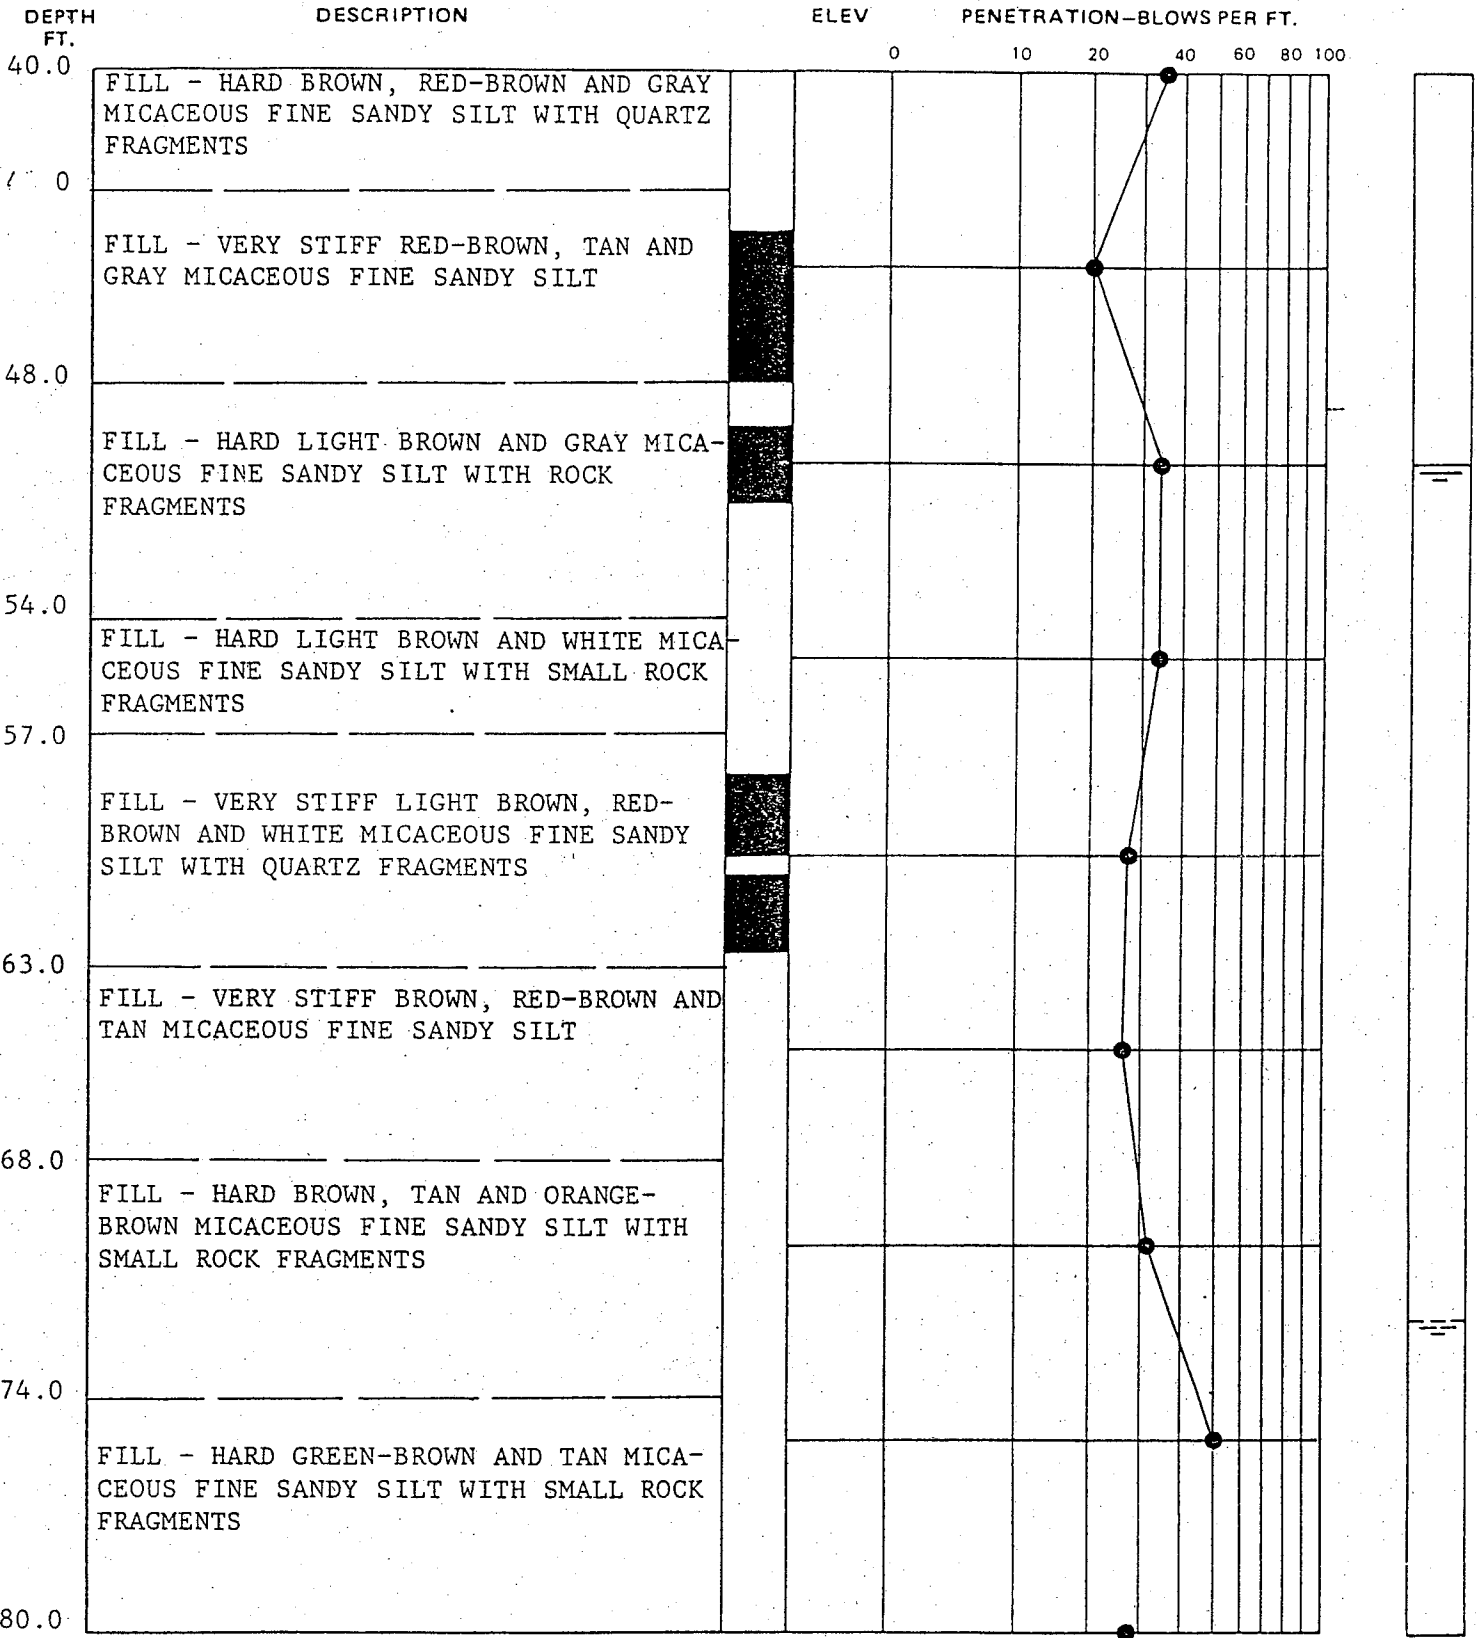 DEPTH FT. DESCRIPTION ELEV PENETRATION—BLOWS PER FT.
0 10 20 40 60 80 100
40.0
FILL - HARD BROWN, RED-BROWN AND GRAY
MICACEOUS FINE SANDY SILT WITH QUARTZ
FRAGMENTS
0
FILL - VERY STIFF RED-BROWN, TAN AND
GRAY MICACEOUS FINE SANDY SILT
48.0
FILL - HARD LIGHT BROWN AND GRAY MICA-
CEOUS FINE SANDY SILT WITH ROCK
FRAGMENTS
54.0
FILL - HARD LIGHT BROWN AND WHITE MICA-
CEOUS FINE SANDY SILT WITH SMALL ROCK
FRAGMENTS
57.0
FILL - VERY STIFF LIGHT BROWN, RED-
BROWN AND WHITE MICACEOUS FINE SANDY
SILT WITH QUARTZ FRAGMENTS
63.0
FILL - VERY STIFF BROWN, RED-BROWN AND
TAN MICACEOUS FINE SANDY SILT
68.0
FILL - HARD BROWN, TAN AND ORANGE-
BROWN MICACEOUS FINE SANDY SILT WITH
SMALL ROCK FRAGMENTS
74.0
FILL - HARD GREEN-BROWN AND TAN MICA-
CEOUS FINE SANDY SILT WITH SMALL ROCK
FRAGMENTS
80.0